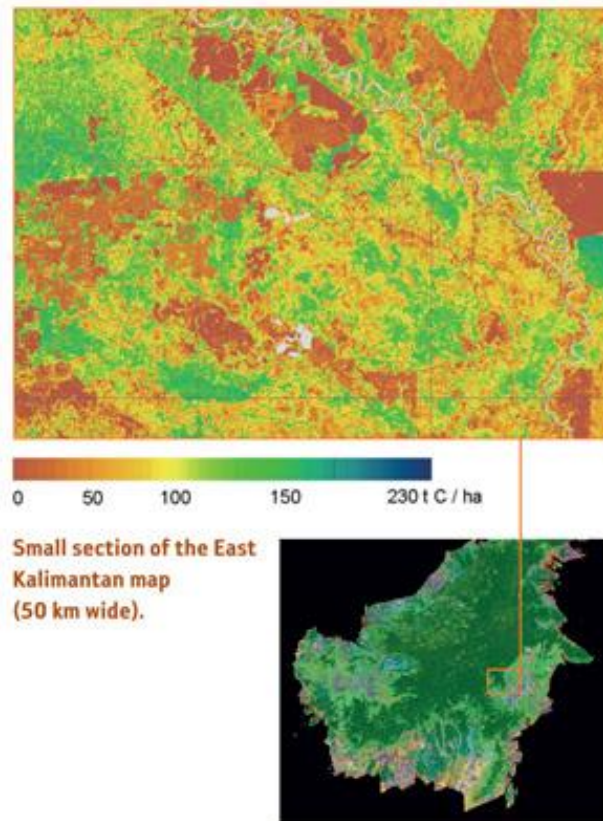 0 50 100 150 230 t C / ha
Small section of the East
Kalimantan map
(50 km wide).